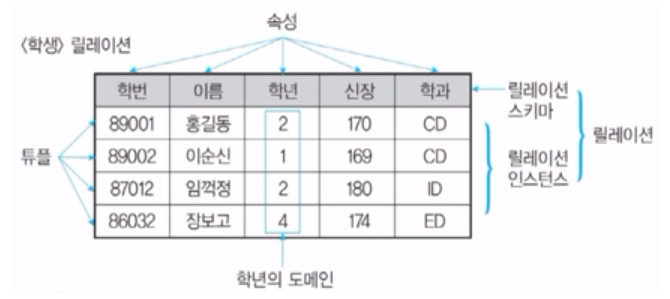 속성
〈학생〉 릴레이션
학번 이름 학년 신장 학과
89001 홍길동 2 170 CD
89002 이순신 1 169 CD
87012 임꺽정 2 180 ID
86032 장보고 4 174 ED
튜플
릴레이션
스키마
릴레이션
인스턴스
릴레이션
학년의 도메인